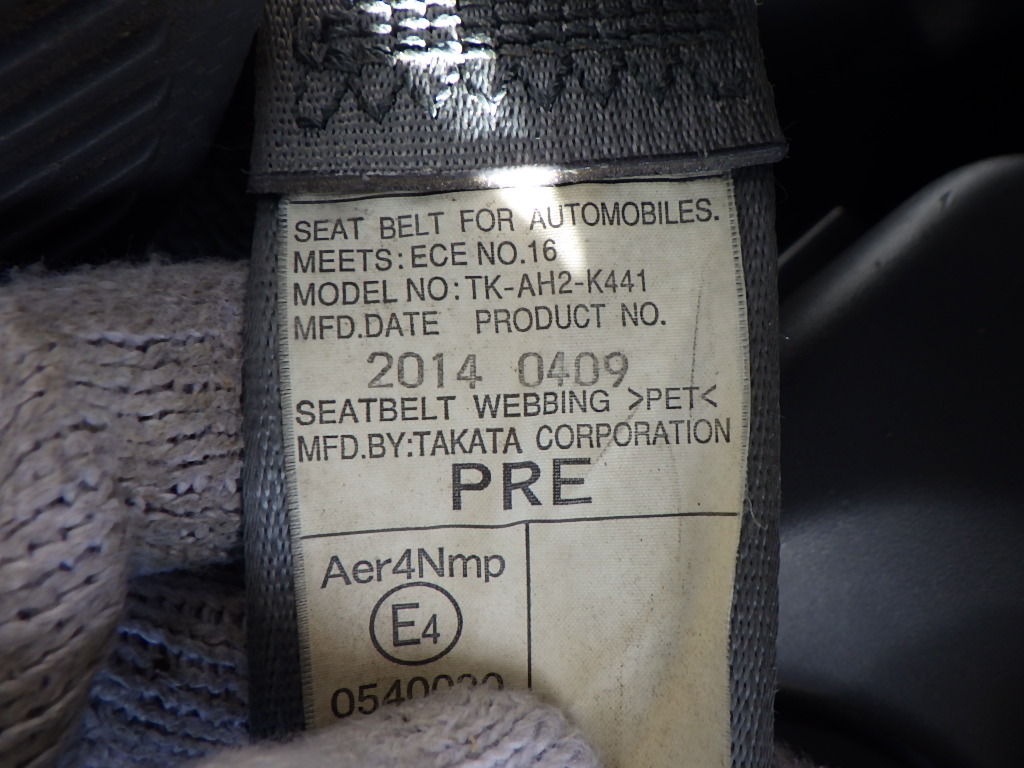 SEAT BELT FOR AUTOMOBILES.
MEETS: ECE NO.16
MODEL NO: TK-AH2-K441
MFD.DATE PRODUCT NO.
2014 0409
SEATBELT WEBBING >PET<
MFD.BY:TAKATA CORPORATION
PRE
Aer4Nmp
E4